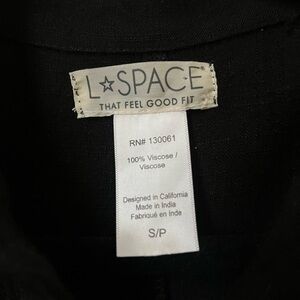 L☆SPACE
THAT FEEL GOOD FIT
RN# 130061
100% Viscose /
Viscose
Designed in California
Made in India
Fabriqué en Inde
S/P